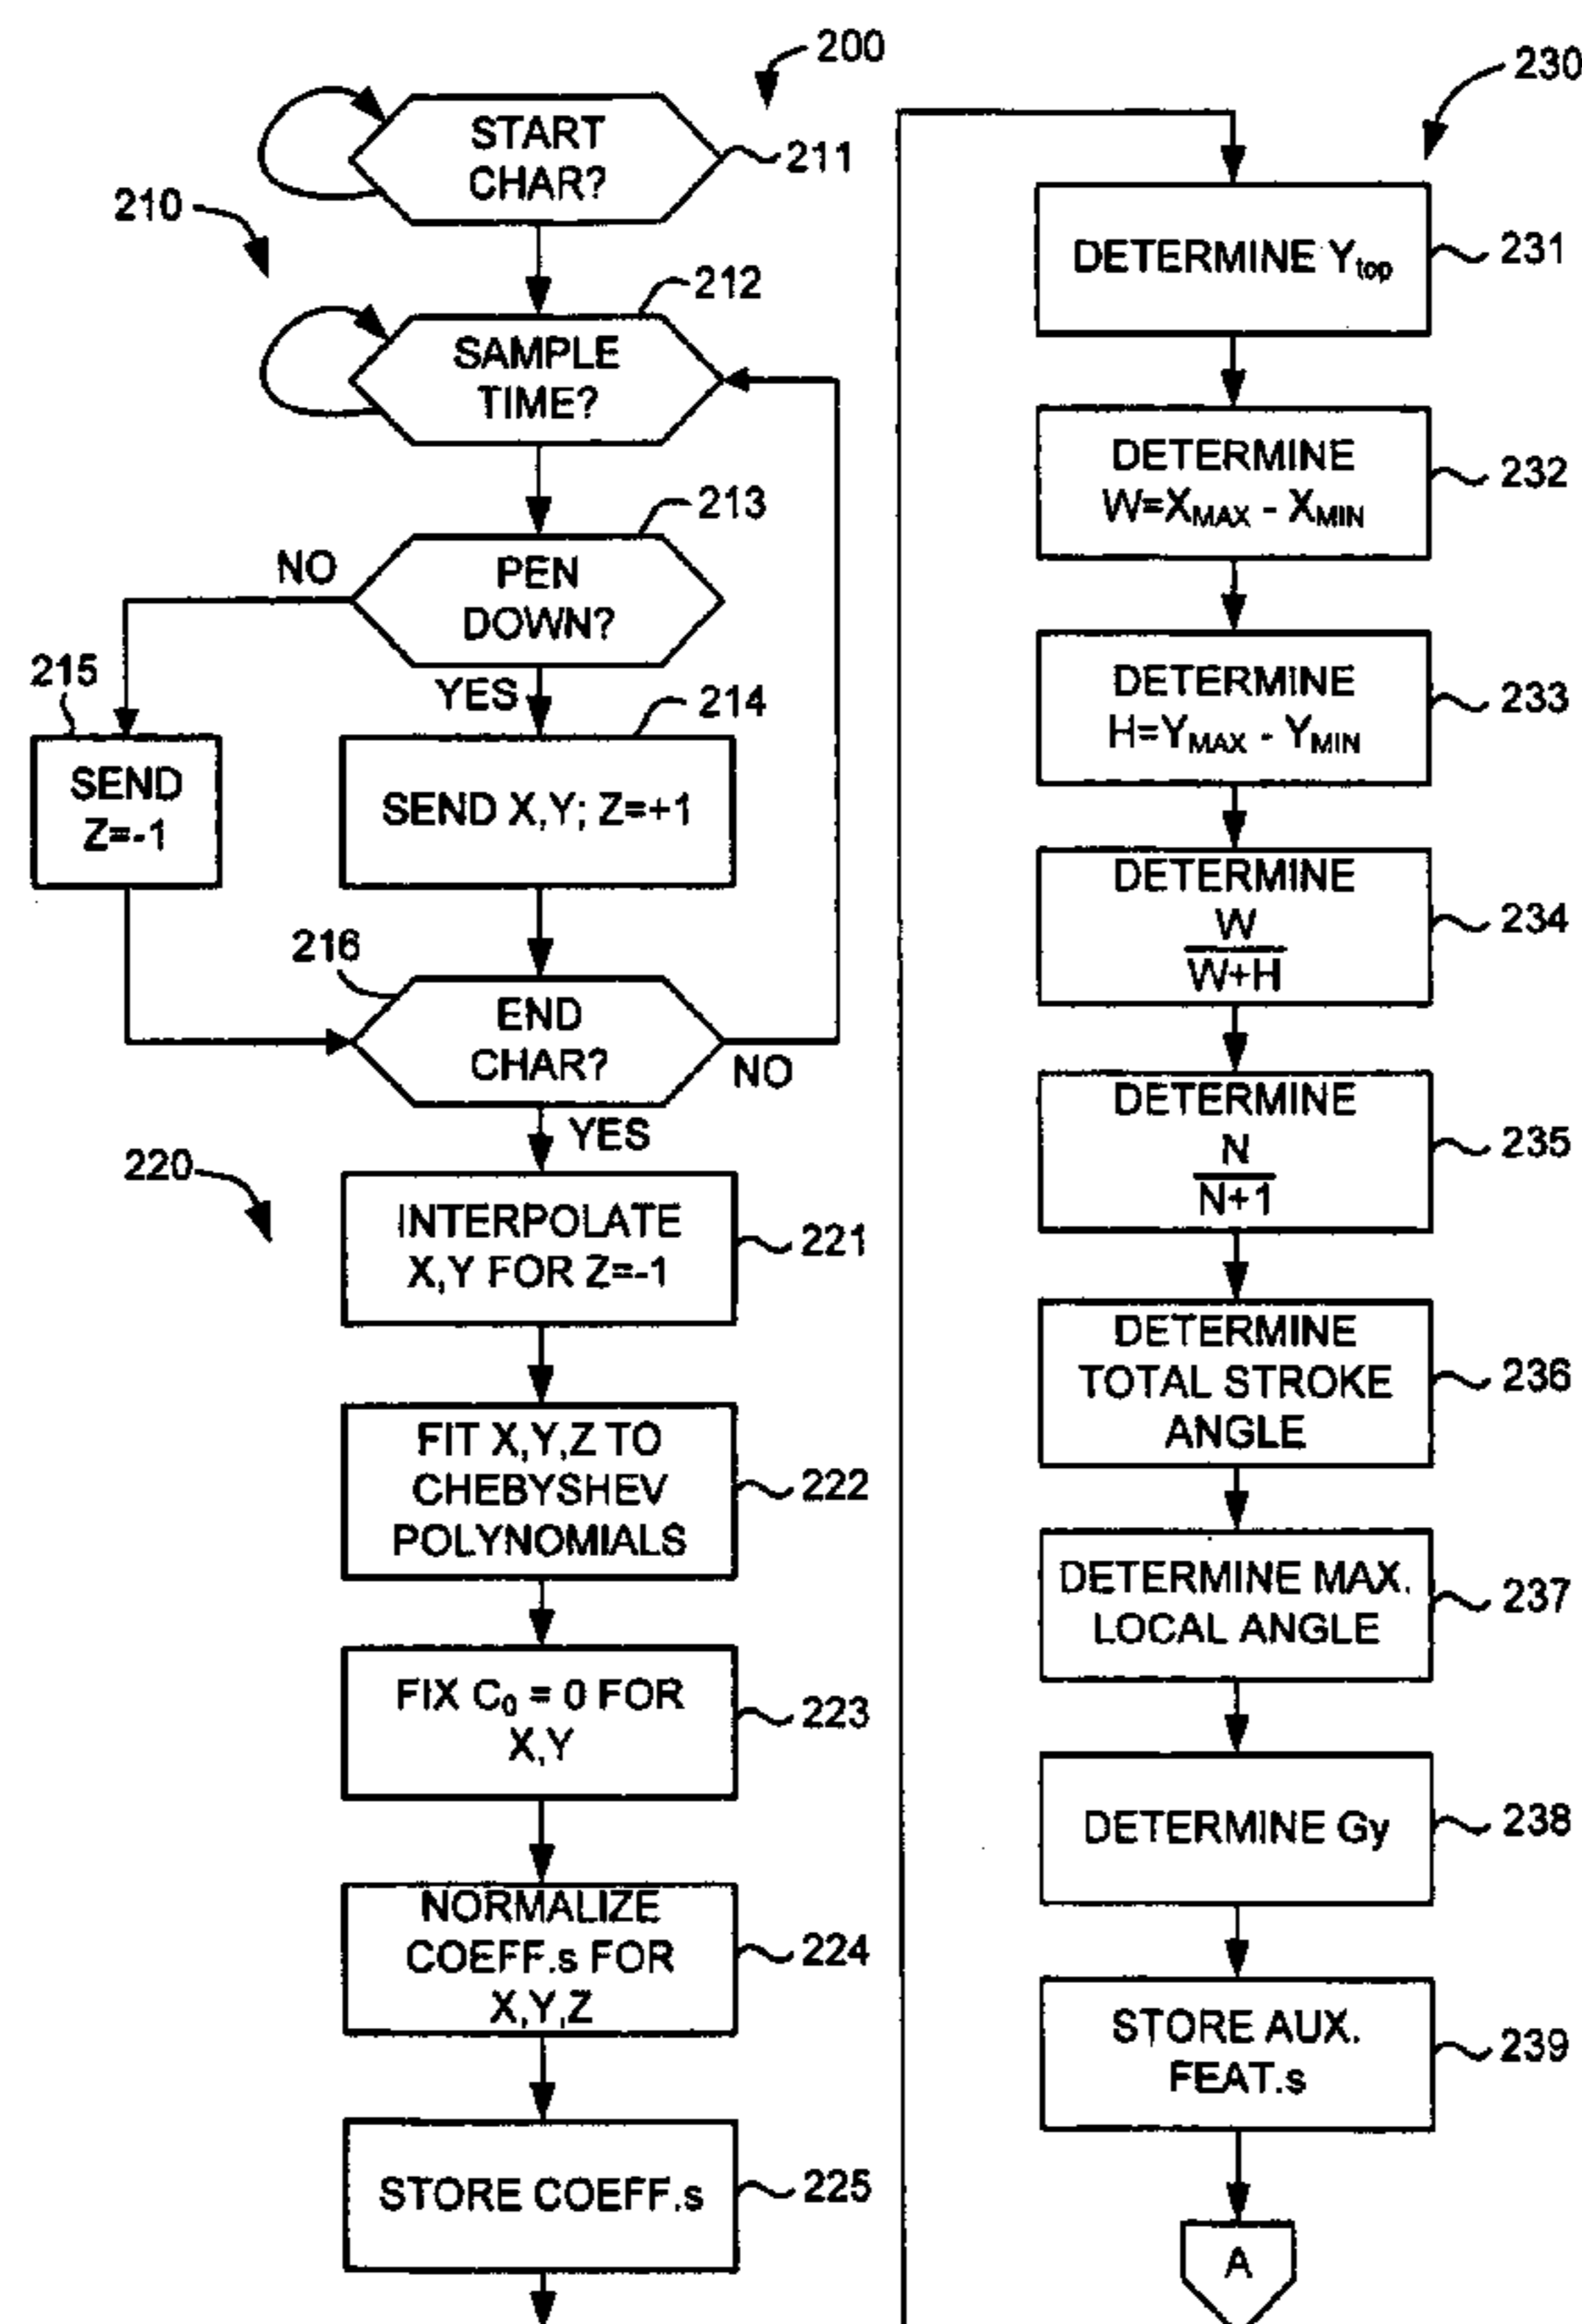 200
START
CHAR?
211
210
212
SAMPLE
TIME?
213
NO
PEN
DOWN?
215
YES
214
SEND
Z=-1
SEND X,Y; Z=+1
216
END
CHAR?
NO
YES
220
INTERPOLATE
X,Y FOR Z=-1
221
FIT X,Y,Z TO
CHEBYSHEV
POLYNOMIALS
222
FIX C₀ = 0 FOR
X,Y
223
NORMALIZE
COEFF.s FOR
X,Y,Z
224
STORE COEFF.s
225
230
DETERMINE Ytop
231
DETERMINE
W=XMAX - XMIN
232
DETERMINE
H=YMAX - YMIN
233
DETERMINE
W
W+H
234
DETERMINE
N
N+1
235
DETERMINE
TOTAL STROKE
ANGLE
236
DETERMINE MAX.
LOCAL ANGLE
237
DETERMINE Gy
238
STORE AUX.
FEAT.s
239
A